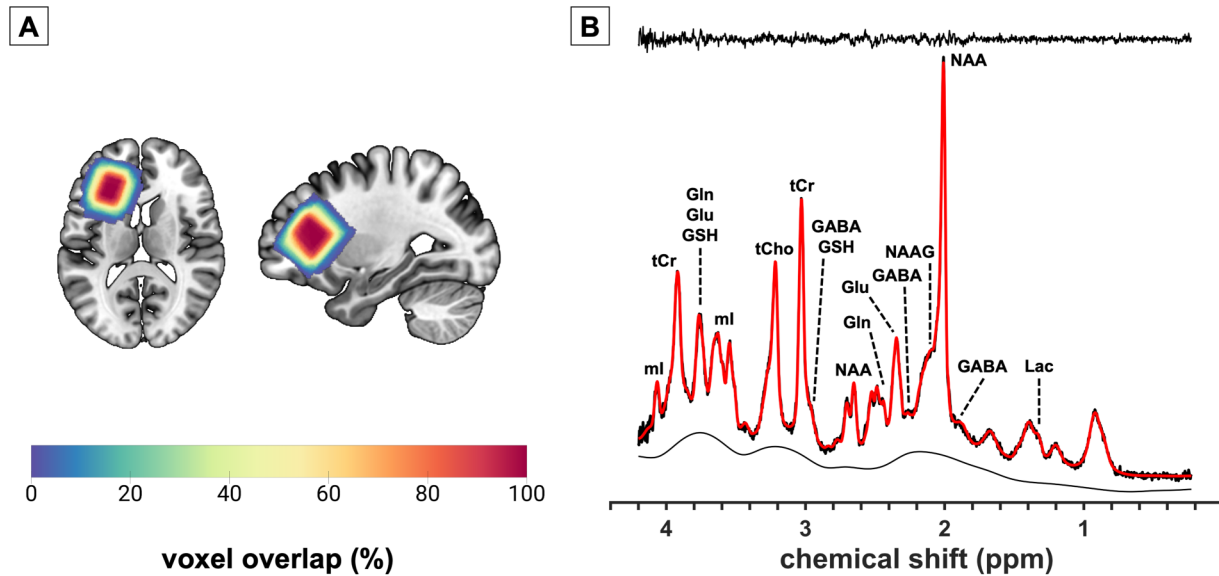 A
0
20
40
60
80
100
voxel overlap (%)
B
NAA
Gln
Glu
GSH
tCr
tCr
GABA
GSH
tCho
NAAG
GABA
Glu
Gln
mI
mI
NAA
GABA
Lac
4
3
2
1
chemical shift (ppm)